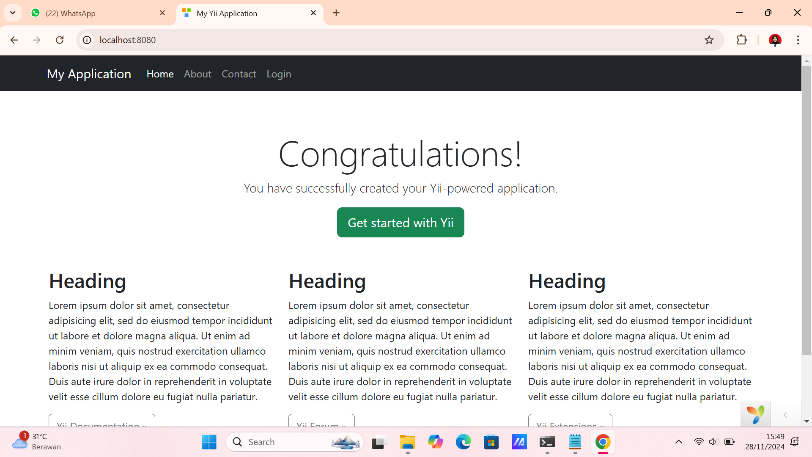 (22) WhatsApp
My Yii Application
localhost:8080
My Application
Home
About
Contact
Login
Congratulations!
You have successfully created your Yii-powered application.
Get started with Yii
Heading
Lorem ipsum dolor sit amet, consectetur
adipisicing elit, sed do eiusmod tempor incididunt
ut labore et dolore magna aliqua. Ut enim ad
minim veniam, quis nostrud exercitation ullamco
laboris nisi ut aliquip ex ea commodo consequat.
Duis aute irure dolor in reprehenderit in voluptate
velit esse cillum dolore eu fugiat nulla pariatur.
Yii Documentation »
Heading
Lorem ipsum dolor sit amet, consectetur
adipisicing elit, sed do eiusmod tempor incididunt
ut labore et dolore magna aliqua. Ut enim ad
minim veniam, quis nostrud exercitation ullamco
laboris nisi ut aliquip ex ea commodo consequat.
Duis aute irure dolor in reprehenderit in voluptate
velit esse cillum dolore eu fugiat nulla pariatur.
Yii Forum »
Heading
Lorem ipsum dolor sit amet, consectetur
adipisicing elit, sed do eiusmod tempor incididunt
ut labore et dolore magna aliqua. Ut enim ad
minim veniam, quis nostrud exercitation ullamco
laboris nisi ut aliquip ex ea commodo consequat.
Duis aute irure dolor in reprehenderit in voluptate
velit esse cillum dolore eu fugiat nulla pariatur.
Yii Extensions »
1
31°C
Berawan
Search
15:49
28/11/2024